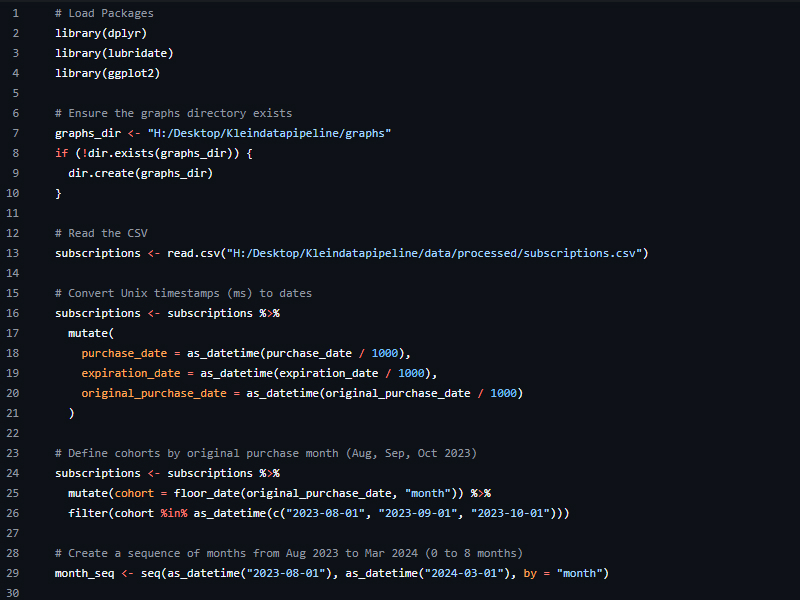 1 # Load Packages
2 library(dplyr)
3 library(lubridate)
4 library(ggplot2)
5
6 # Ensure the graphs directory exists
7 graphs_dir <- "H:/Desktop/Kleindatapipeline/graphs"
8 if (!dir.exists(graphs_dir)) {
9   dir.create(graphs_dir)
10 }
11
12 # Read the CSV
13 subscriptions <- read.csv("H:/Desktop/Kleindatapipeline/data/processed/subscriptions.csv")
14
15 # Convert Unix timestamps (ms) to dates
16 subscriptions <- subscriptions %>%
17   mutate(
18     purchase_date = as_datetime(purchase_date / 1000),
19     expiration_date = as_datetime(expiration_date / 1000),
20     original_purchase_date = as_datetime(original_purchase_date / 1000)
21   )
22
23 # Define cohorts by original purchase month (Aug, Sep, Oct 2023)
24 subscriptions <- subscriptions %>%
25   mutate(cohort = floor_date(original_purchase_date, "month")) %>%
26   filter(cohort %in% as_datetime(c("2023-08-01", "2023-09-01", "2023-10-01")))
27
28 # Create a sequence of months from Aug 2023 to Mar 2024 (0 to 8 months)
29 month_seq <- seq(as_datetime("2023-08-01"), as_datetime("2024-03-01"), by = "month")
30